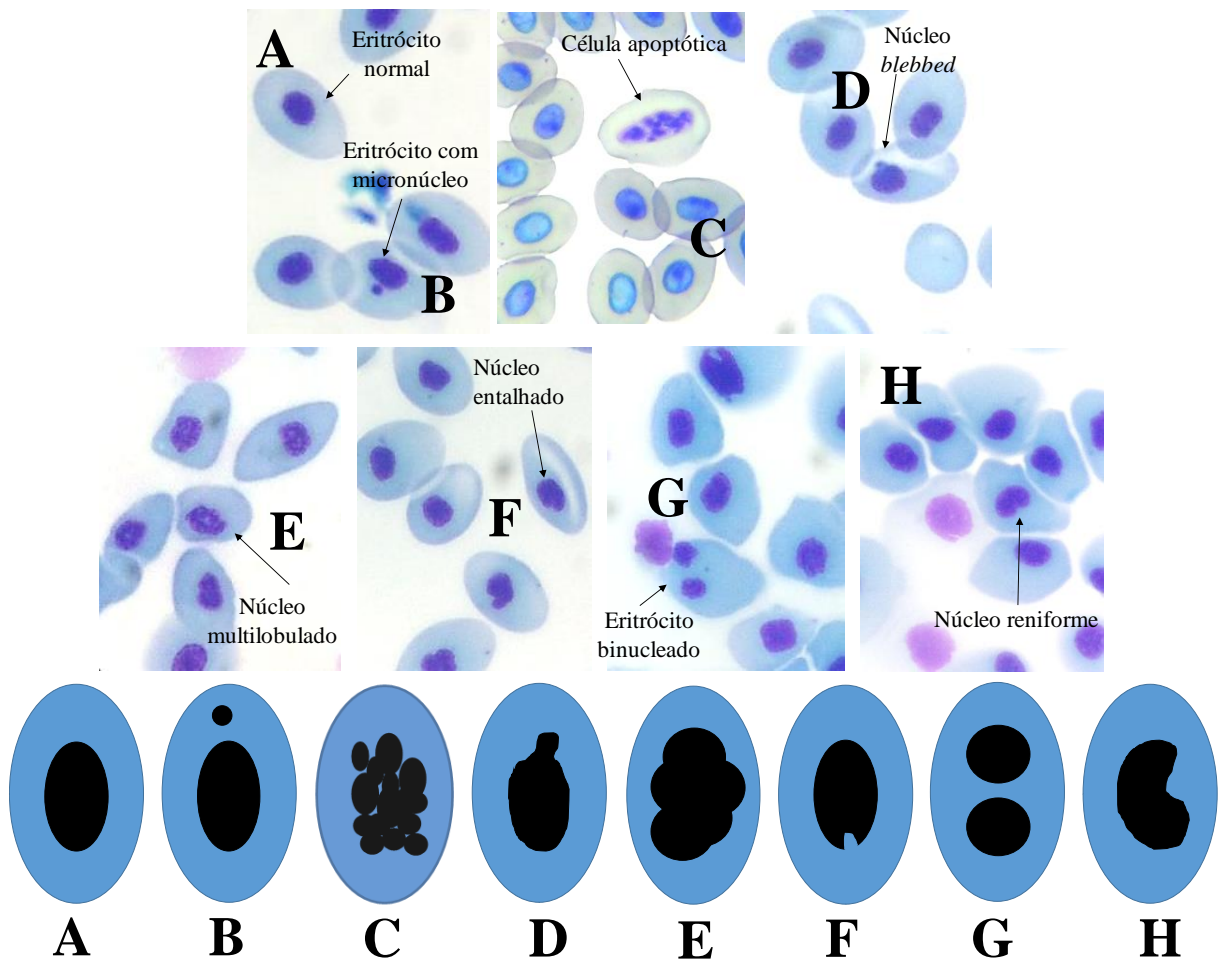 A
Eritrócito
normal
Eritrócito com
micronúcleo
B
Célula apoptótica
C
Núcleo
blebbed
D
E
Núcleo
multilobulado
Núcleo
entalhado
F
G
Eritrócito
binucleado
H
Núcleo reniforme
A B C D E F G H